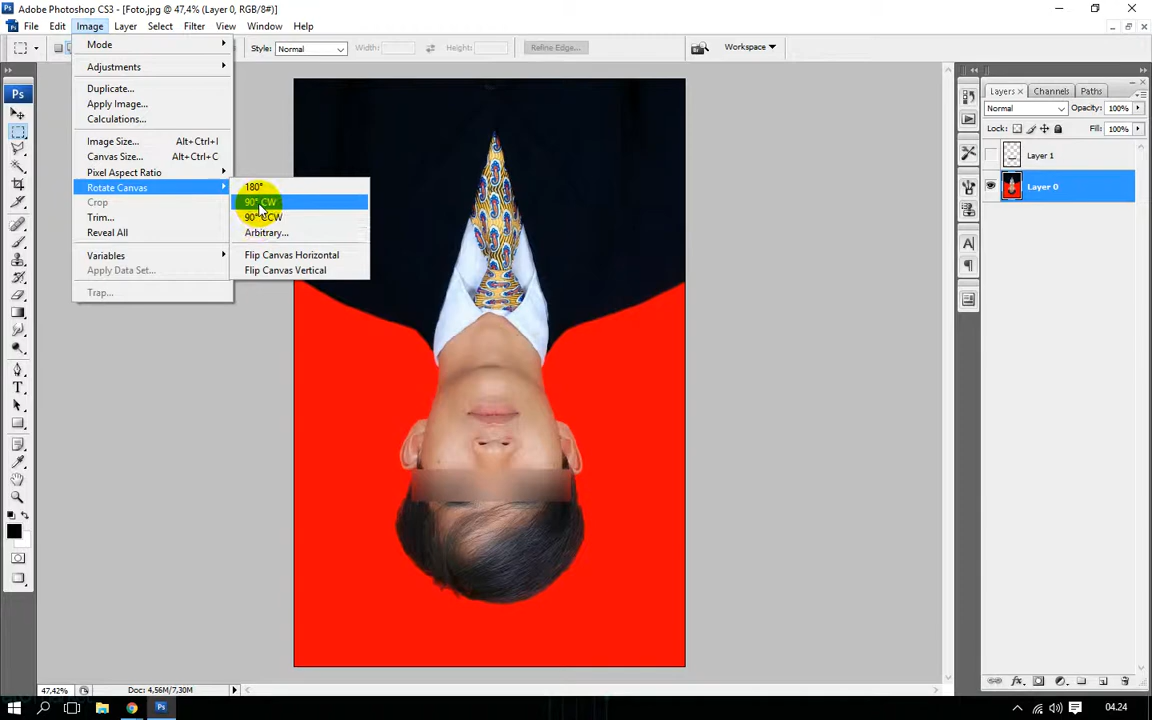 Adobe Photoshop CS3 - [Foto.jpg @ 47,4% (Layer 0, RGB/8#)]
File Edit Image Layer Select Filter View Window Help
Style: Normal Width: Height: Refine Edge... Workspace
Mode
Adjustments
Duplicate...
Apply Image...
Calculations...
Image Size... Alt+Ctrl+I
Canvas Size... Alt+Ctrl+C
Pixel Aspect Ratio
Rotate Canvas
Crop
Trim...
Reveal All
Variables
Apply Data Set...
Trap...
180°
90° CW
90° CCW
Arbitrary...
Flip Canvas Horizontal
Flip Canvas Vertical
Ps
T
Layers x Channels Paths
Normal Opacity: 100%
Lock: Fill: 100%
Layer 1
Layer 0
A
47,42% Doc: 4,56M/7,30M
Ps
04.24